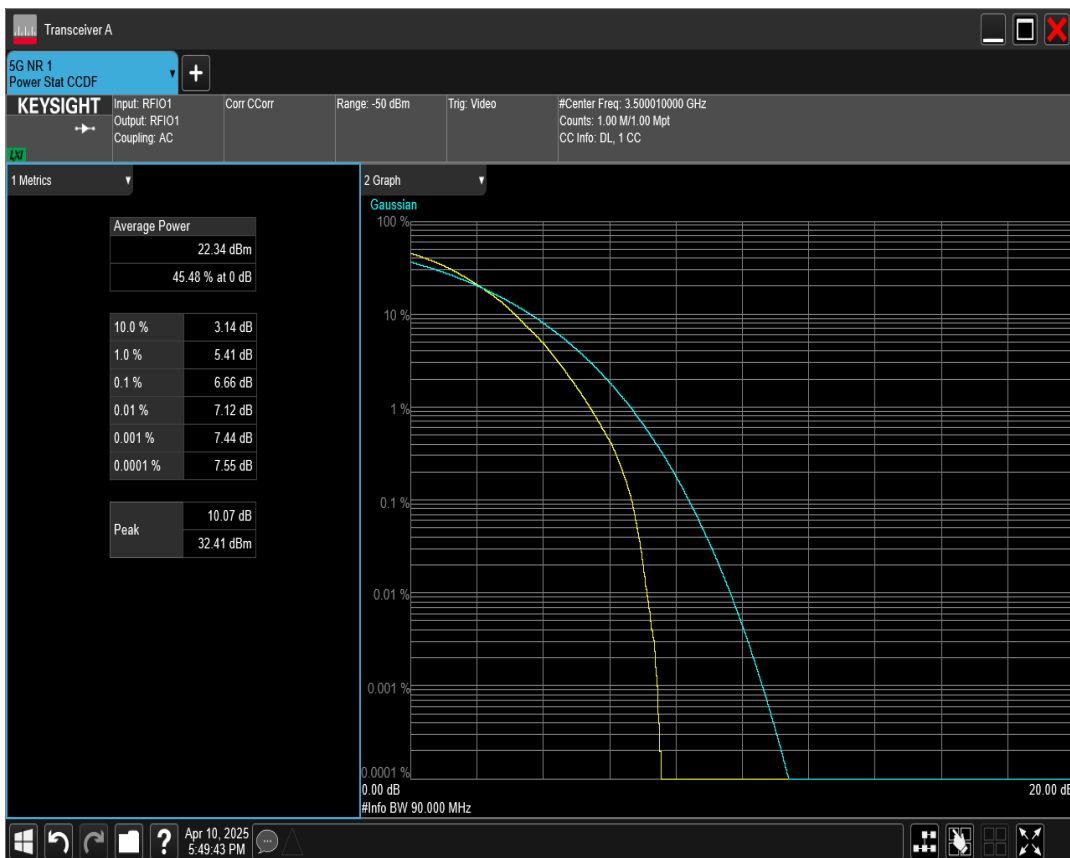 Transceiver A
5G NR 1
Power Stat CCDF
+
KEYSIGHT
LXI
Input: RFIO1
Output: RFIO1
Coupling: AC
Corr CCorr
Range: -50 dBm
Trig: Video
#Center Freq: 3.500010000 GHz
Counts: 1.00 M/1.00 Mpt
CC Info: DL, 1 CC
1 Metrics
Average Power
22.34 dBm
45.48 % at 0 dB
10.0 % 3.14 dB
1.0 % 5.41 dB
0.1 % 6.66 dB
0.01 % 7.12 dB
0.001 % 7.44 dB
0.0001 % 7.55 dB
Peak
10.07 dB
32.41 dBm
2 Graph
Gaussian
100 %
10 %
1 %
0.1 %
0.01 %
0.001 %
0.0001 %
0.00 dB 20.00 dB
#Info BW 90.000 MHz
?
Apr 10, 2025
5:49:43 PM